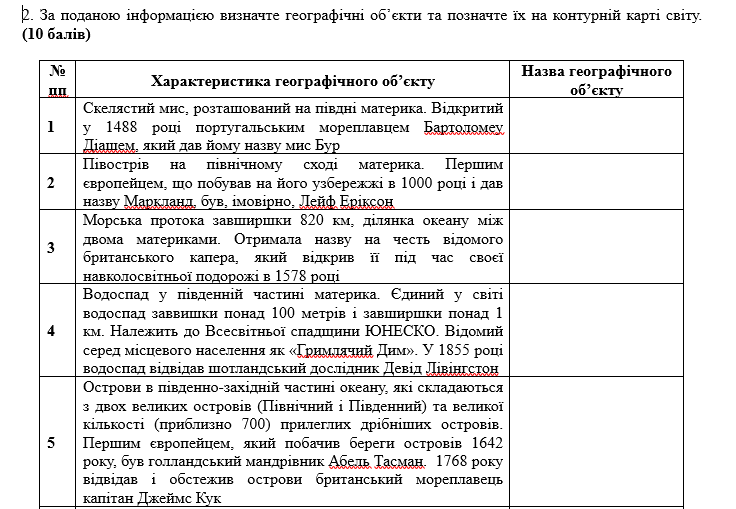 2. За поданою інформацією визначте географічні об’єкти та позначте їх на контурній карті світу.
(10 балів)
№ пп
Характеристика географічного об’єкту
Назва географічного об’єкту
1
Скелястий мис, розташований на півдні материка. Відкритий
у 1488 році португальським мореплавцем Бартоломеу
Діашем, який дав йому назву мис Бур
2
Півострів на північному сході материка. Першим
європейцем, що побував на його узбережжі в 1000 році і дав
назву Маркланд, був, імовірно, Лейф Еріксон
3
Морська протока завширшки 820 км, ділянка океану між
двома материками. Отримала назву на честь відомого
британського капера, який відкрив її під час своєї
навколосвітньої подорожі в 1578 році
4
Водоспад у південній частині материка. Єдиний у світі
водоспад заввишки понад 100 метрів і завширшки понад 1
км. Належить до Всесвітньої спадщини ЮНЕСКО. Відомий
серед місцевого населення як «Гримлячий Дим». У 1855 році
водоспад відвідав шотландський дослідник Девід Лівінгстон
5
Острови в південно-західній частині океану, які складаються
з двох великих островів (Північний і Південний) та великої
кількості (приблизно 700) прилеглих дрібніших островів.
Першим європейцем, який побачив береги островів 1642
року, був голландський мандрівник Абель Тасман. 1768 року
відвідав і обстежив острови британський мореплавець
капітан Джеймс Кук